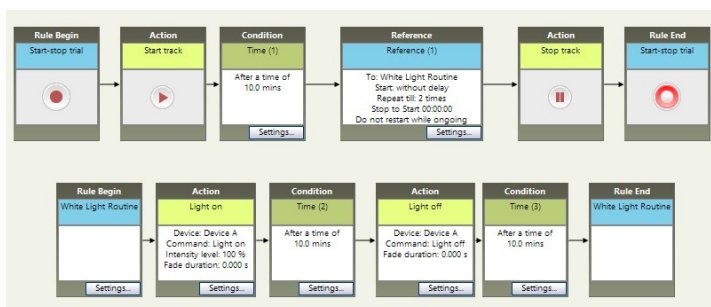 Rule Begin
Start-stop trial
Action
Start track
Condition
Time (1)
After a time of
10.0 mins
Settings...
Reference
Reference (1)
To: White Light Routine
Start: without delay
Repeat till: 2 times
Stop to Start 00:00:00
Do not restart while ongoing
Settings...
Action
Stop track
Rule End
Start-stop trial
Rule Begin
White Light Routine
Settings...
Action
Light on
Device: Device A
Command: Light on
Intensity level: 100 %
Fade duration: 0.000 s
Settings...
Condition
Time (2)
After a time of
10.0 mins
Settings...
Action
Light off
Device: Device A
Command: Light off
Fade duration: 0.000 s
Settings...
Condition
Time (3)
After a time of
10.0 mins
Settings...
Rule End
White Light Routine